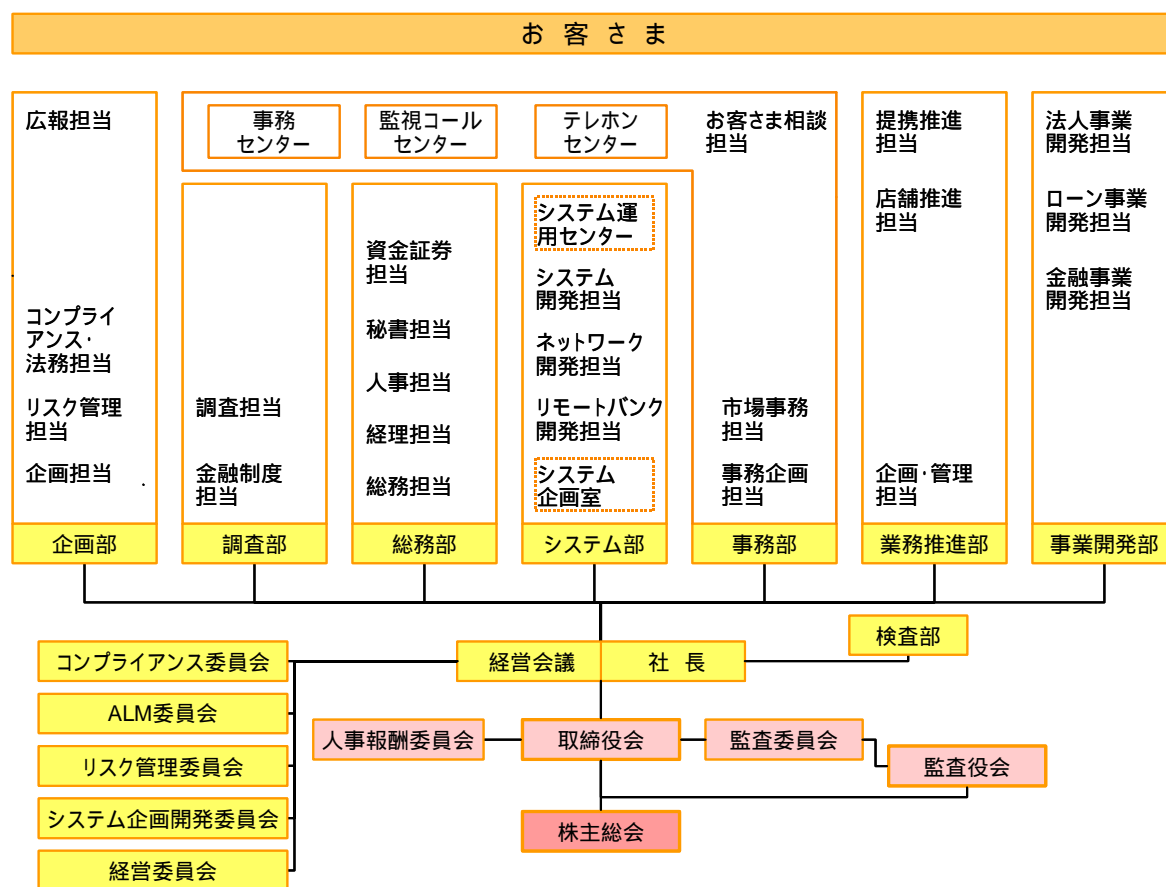 お 客 さ ま
広報担当
コンプライ
アンス・
法務担当
リスク管理
担当
企画担当
企画部
事務
センター
監視コール
センター
テレホン
センター
お客さま相談
担当
市場事務
担当
事務企画
担当
事務部
調査担当
金融制度
担当
調査部
資金証券
担当
秘書担当
人事担当
経理担当
総務担当
総務部
システム運
用センター
システム
開発担当
ネットワーク
開発担当
リモートバンク
開発担当
システム
企画室
システム部
提携推進
担当
店舗推進
担当
企画・管理
担当
業務推進部
法人事業
開発担当
ローン事業
開発担当
金融事業
開発担当
事業開発部
検査部
経営会議
社 長
コンプライアンス委員会
ALM委員会
リスク管理委員会
システム企画開発委員会
経営委員会
人事報酬委員会
取締役会
監査委員会
監査役会
株主総会